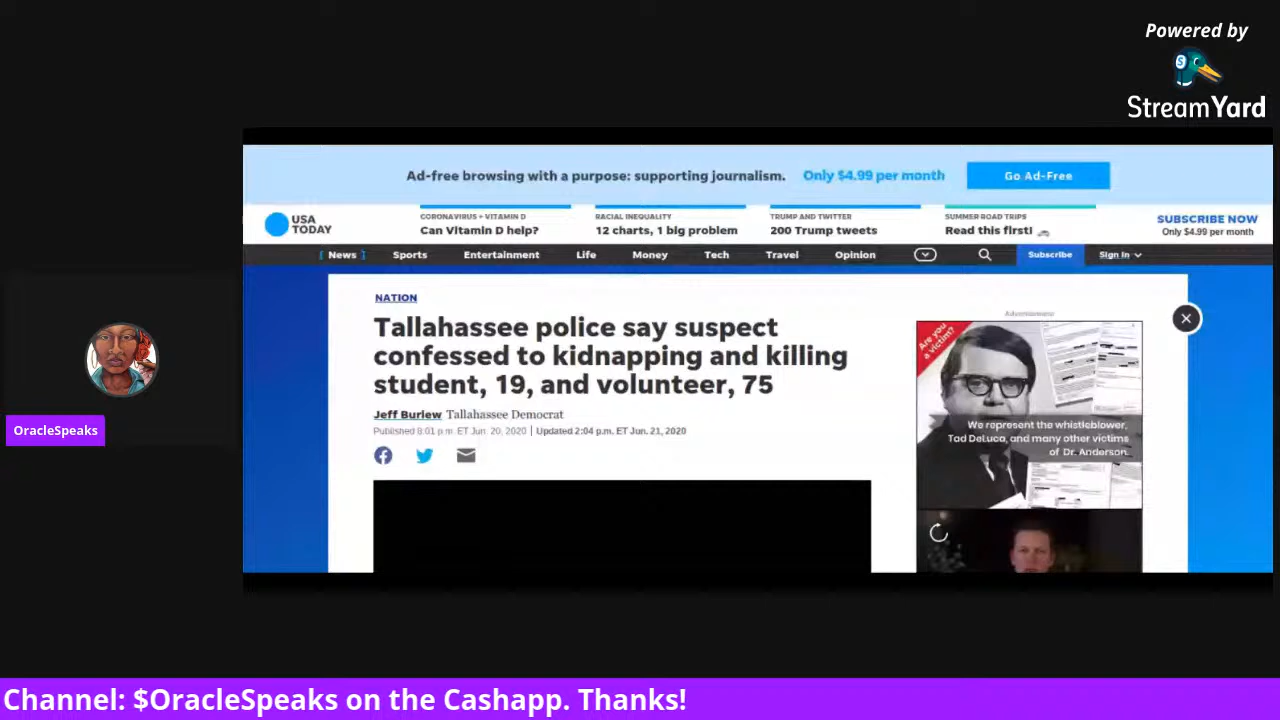 Powered by
StreamYard
Ad-free browsing with a purpose: supporting journalism. Only $4.99 per month Go Ad-Free
USA
TODAY
CORONAVIRUS + VITAMIN D
Can Vitamin D help?
RACIAL INEQUALITY
12 charts, 1 big problem
TRUMP AND TWITTER
200 Trump tweets
SUMMER ROAD TRIPS
Read this first!
SUBSCRIBE NOW
Only $4.99 per month
News Sports Entertainment Life Money Tech Travel Opinion Subscribe Sign In
NATION
Tallahassee police say suspect
confessed to kidnapping and killing
student, 19, and volunteer, 75
Jeff Burlew Tallahassee Democrat
Published 8:01 p.m. ET Jun. 20, 2020 | Updated 2:04 p.m. ET Jun. 21, 2020
Advertisement
Are you
a victim?
We represent the whistleblower,
Tad DeLuca, and many other victims
of Dr. Anderson.
OracleSpeaks
Channel: $OracleSpeaks on the Cashapp. Thanks!